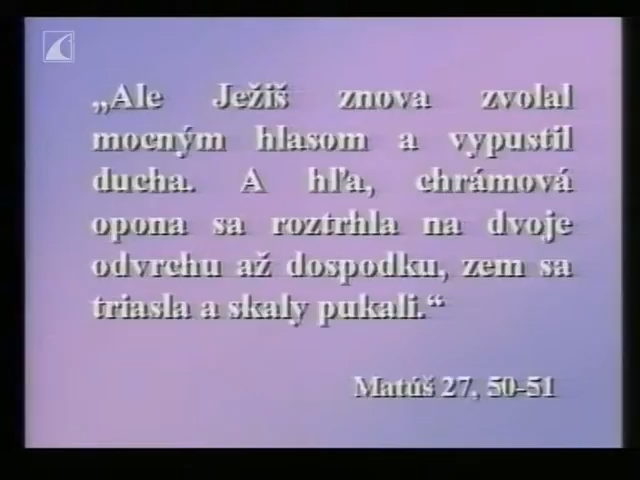 „Ale Ježiš znova zvolal
mocným hlasom a vypustil
ducha. A hľa, chrámová
opona sa roztrhla na dvoje
odvrchu až dospodku, zem sa
triasla a skaly pukali.“
Matúš 27, 50-51